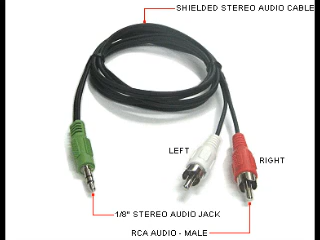 SHIELDED STEREO AUDIO CABLE
LEFT
RIGHT
1/8" STEREO AUDIO JACK
RCA AUDIO - MALE